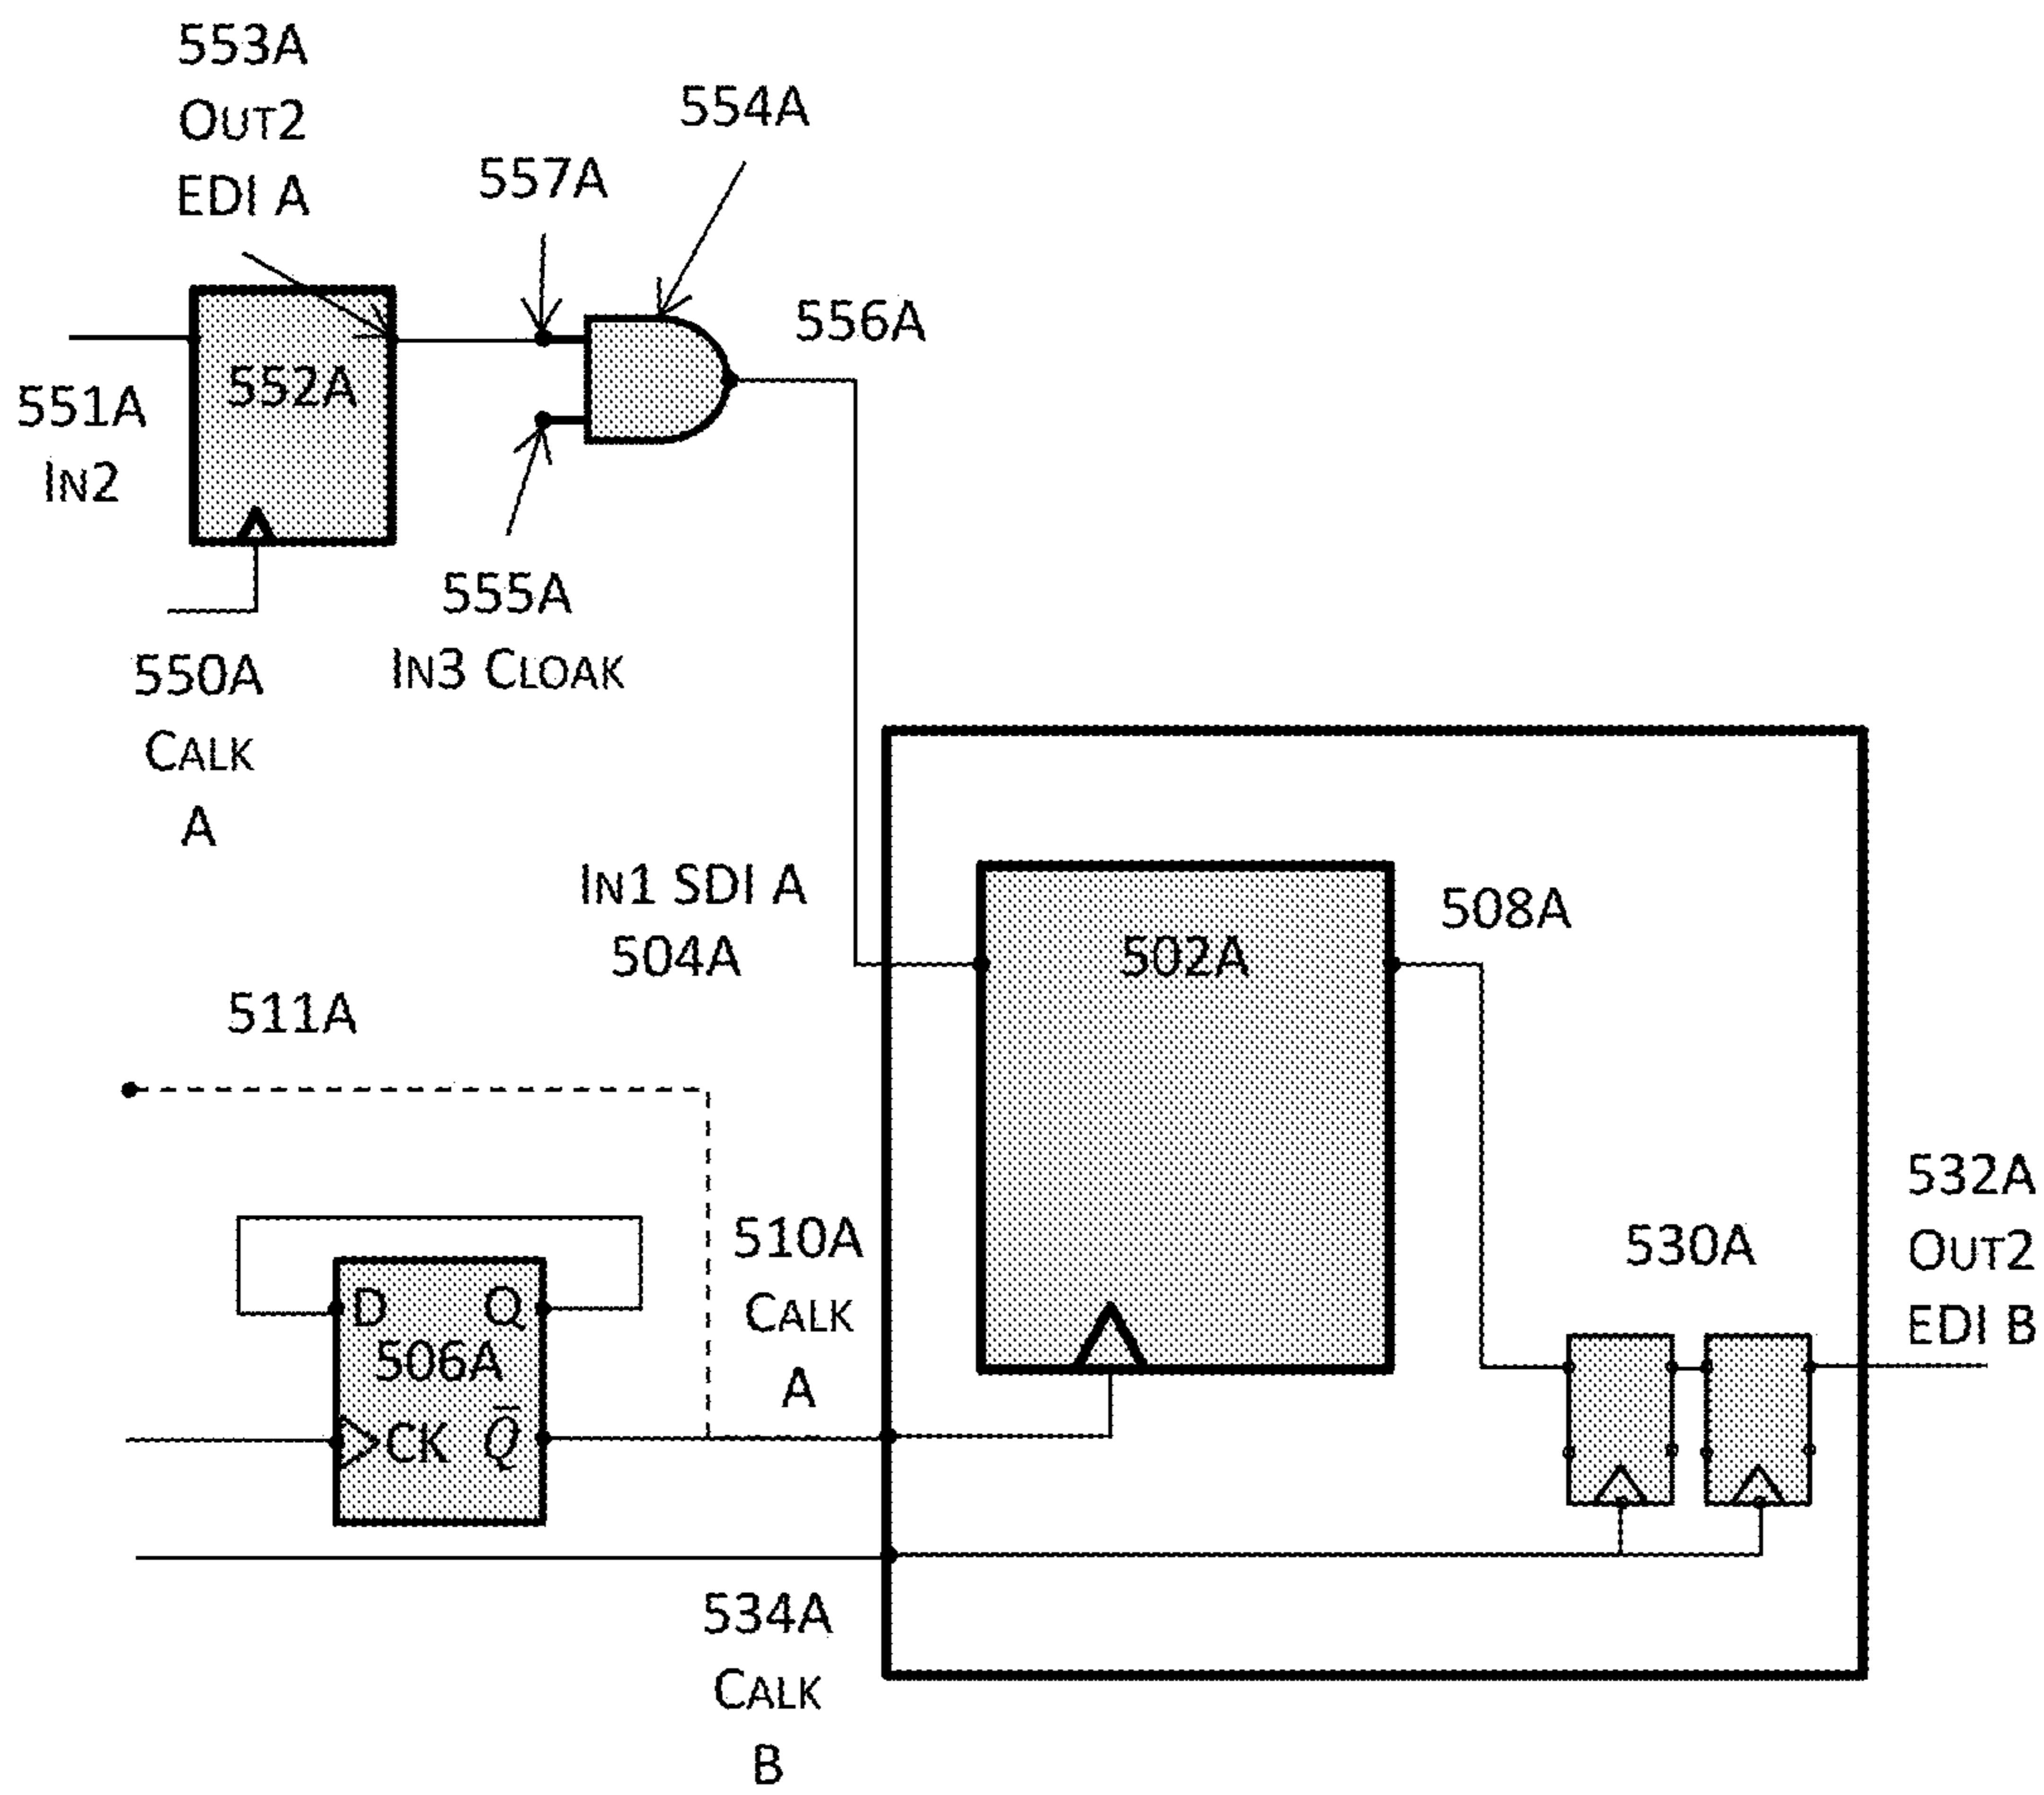 553A
OUT2
EDI A
554A
557A
556A
552A
551A
IN2
555A
IN3 CLOAK
550A
CALK
A
IN1 SDI A
504A
502A
508A
511A
510A
CALK
A
532A
OUT2
EDI B
530A
D Q
506A
CK Q̅
534A
CALK
B